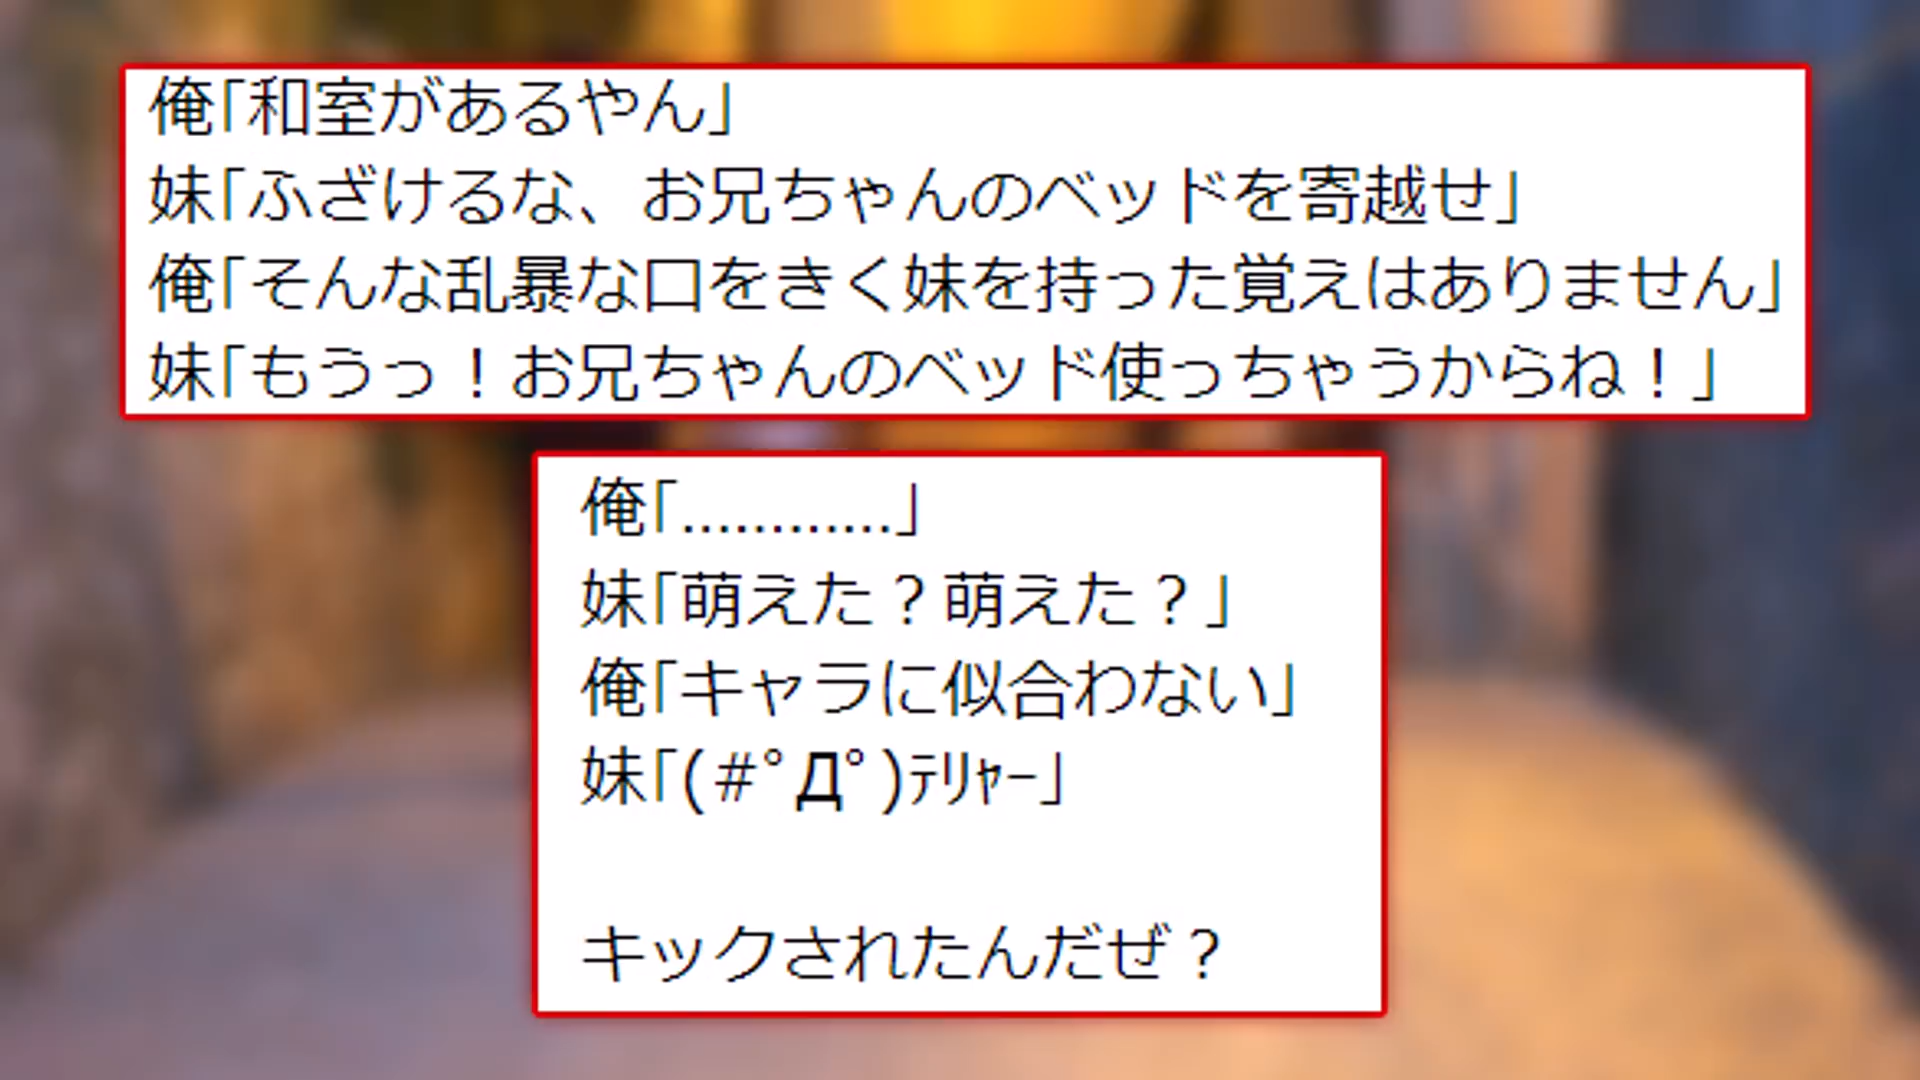 俺「和室があるやん」
妹「ふざけるな、お兄ちゃんのベッドを寄越せ」
俺「そんな乱暴な口をきく妹を持った覚えはありません」
妹「もうっ！お兄ちゃんのベッド使っちゃうからね！」
俺「…………」
妹「萌えた？萌えた？」
俺「キャラに似合わない」
妹「(＃ﾟДﾟ)ﾃﾘｬｰ」
キックされたんだぜ？